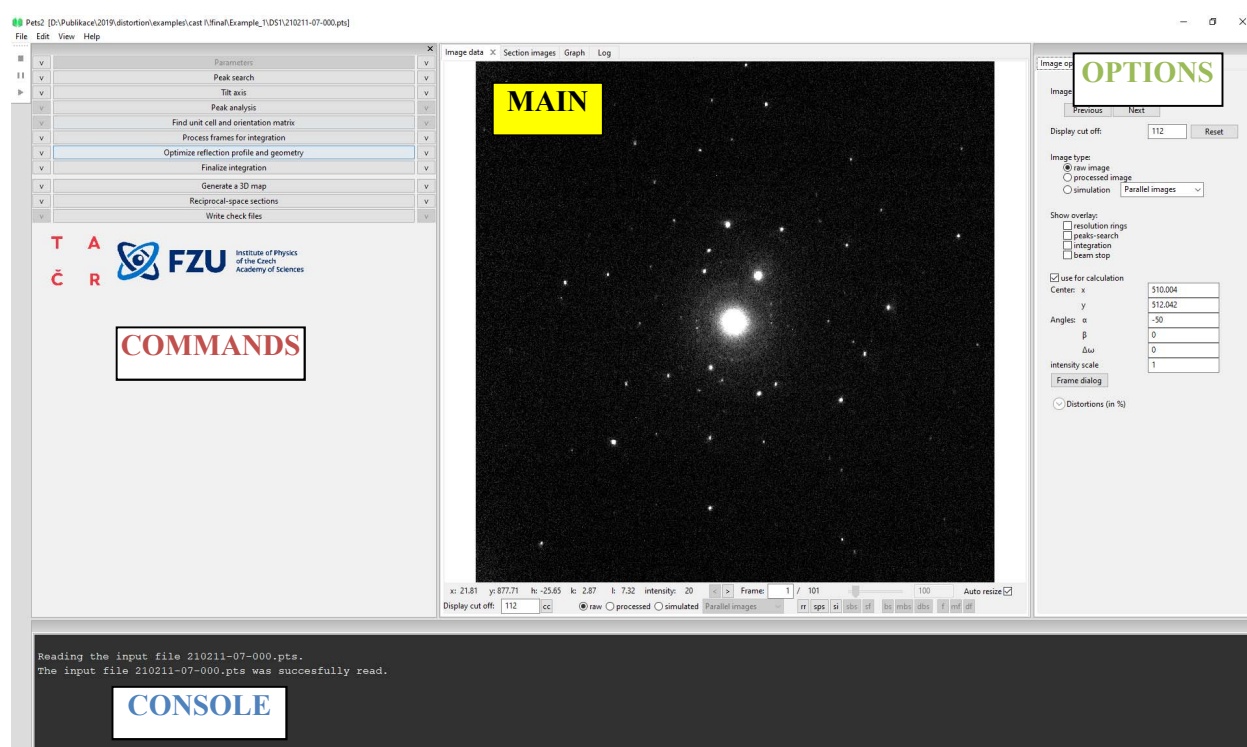 Pets2 [D:\Publikace\2019\distortion\examples\cast I\!final\Example_1\DS1\210211-07-000.pts]
File Edit View Help
v Parameters v
v Peak search v
v Tilt axis v
v Peak analysis v
v Find unit cell and orientation matrix v
v Process frames for integration v
v Optimize reflection profile and geometry v
v Finalize integration v
v Generate a 3D map v
v Reciprocal-space sections v
v Write check files v
T A
Č R
FZU
Institute of Physics
of the Czech
Academy of Sciences
COMMANDS
Image data X Section images Graph Log
MAIN
x: 21.81 y: 877.71 h: -25.65 k: 2.87 l: 7.32 intensity: 20 < > Frame: 1 / 101 100 Auto resize
Display cut off: 112 cc raw processed simulated Parallel images rr sps si sbs sf bs mbs dbs f mf df
Image op
OPTIONS
Image
Previous Next
Display cut off: 112 Reset
Image type:
raw image
processed image
simulation Parallel images
Show overlay:
resolution rings
peaks-search
integration
beam stop
use for calculation
Center: x 510.004
y 512.042
Angles: α -50
β 0
Δω 0
intensity scale 1
Frame dialog
Distortions (in %)
Reading the input file 210211-07-000.pts.
The input file 210211-07-000.pts was succesfully read.
CONSOLE